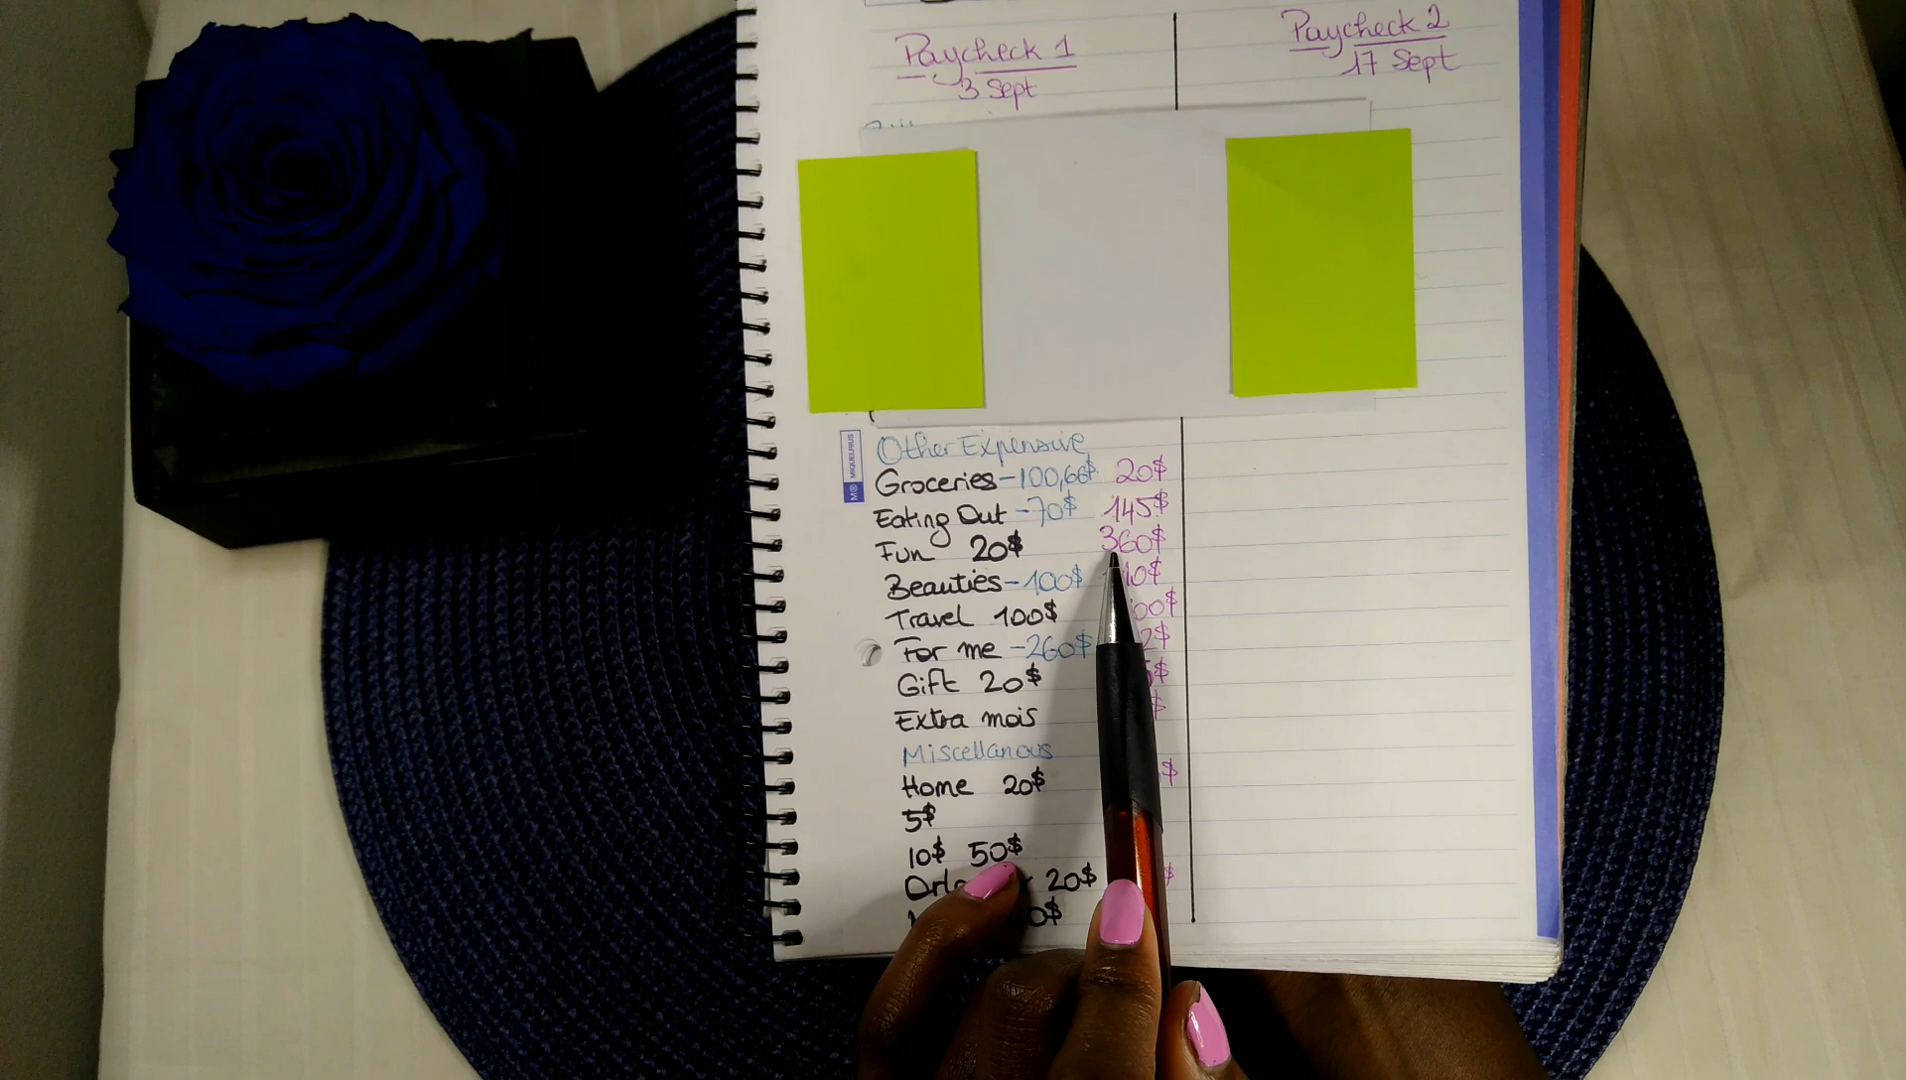 Paycheck 1
3 Sept
Paycheck 2
17 Sept
Other Expensive
Groceries -100,66$ 20$
Eating Out -70$ 145$
Fun 20$ 360$
Beauties -100$
Travel 100$
For me -260$
Gift 20$
Extra mois
Miscellanous
Home 20$
5$
10$ 50$
20$
MIQUELRIUS